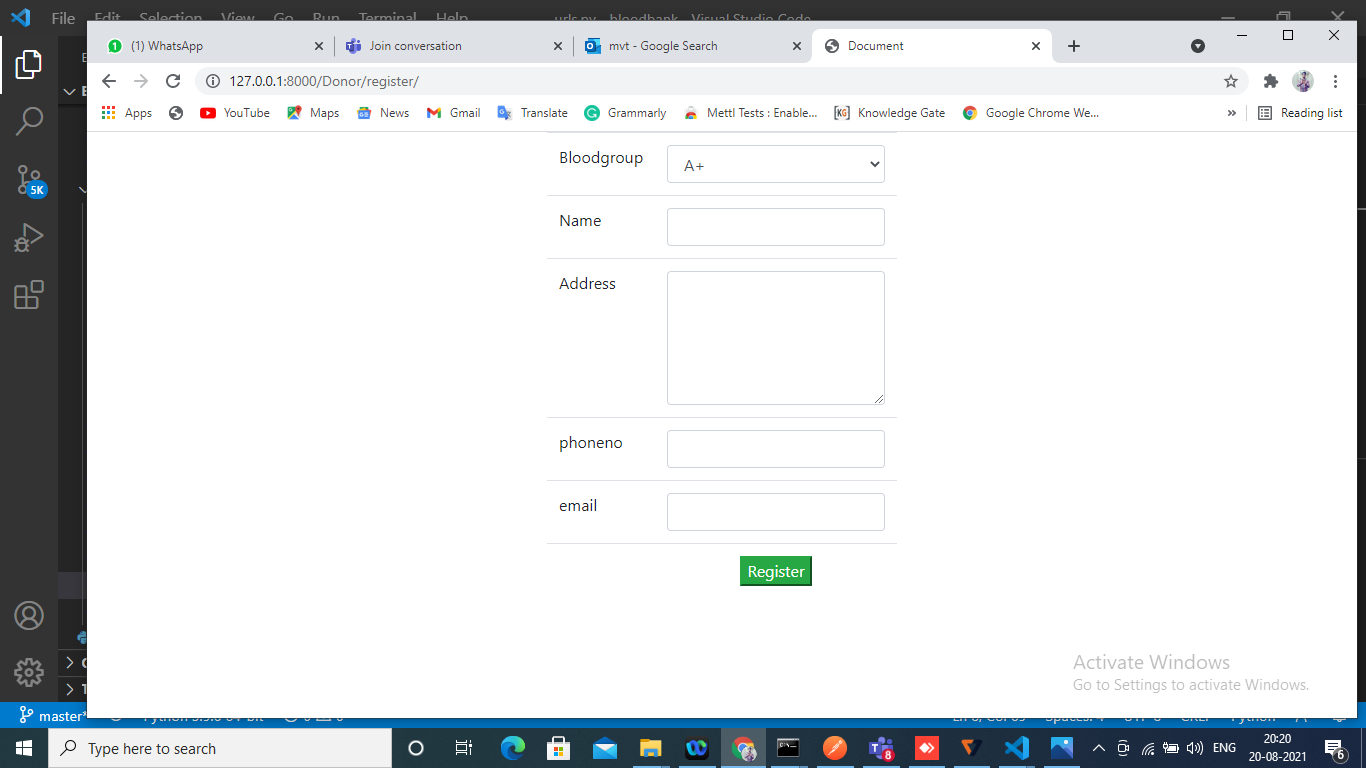 File Edit Selection View Go Run Terminal Help urls.py - bloodbank - Visual Studio Code
(1) WhatsApp
Join conversation
mvt - Google Search
Document
127.0.0.1:8000/Donor/register/
Apps YouTube Maps News Gmail Translate Grammarly Mettl Tests : Enable... Knowledge Gate Google Chrome We... » Reading list
Bloodgroup A+
Name
Address
phoneno
email
Register
5K
Activate Windows
Go to Settings to activate Windows.
master*
Type here to search
8
ENG
20:20
20-08-2021
6